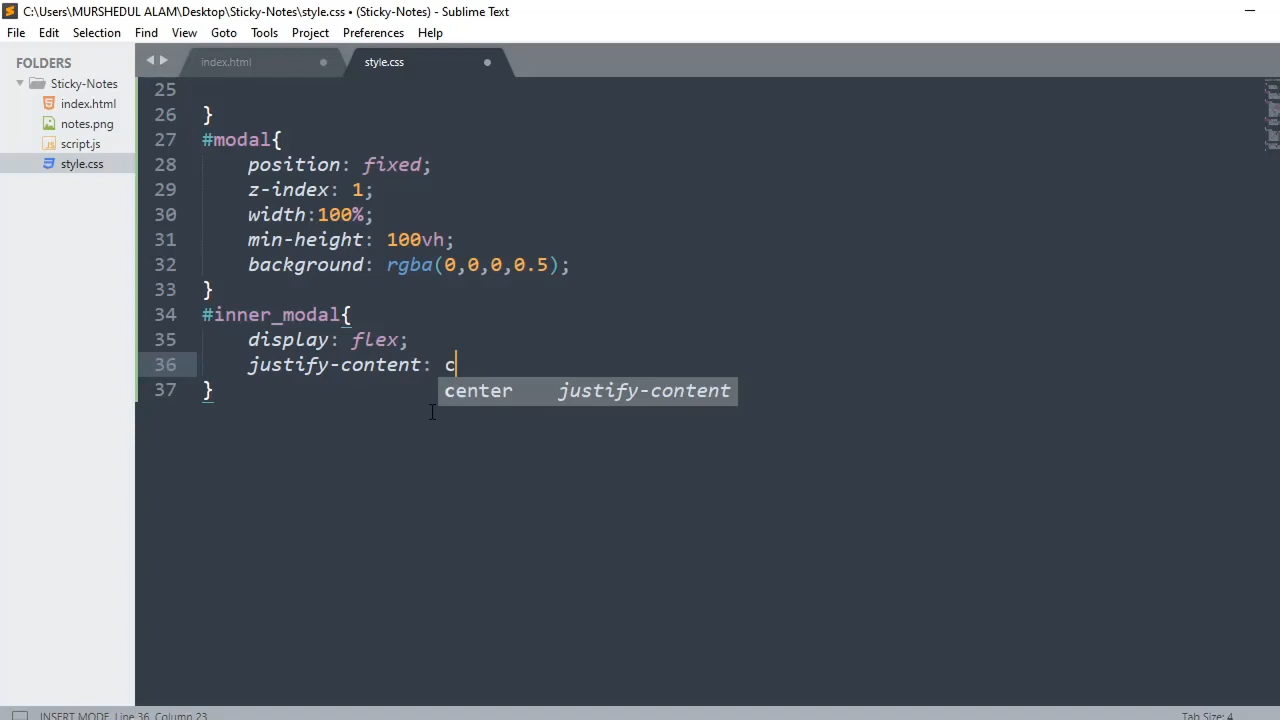 C:\Users\MURSHEDUL ALAM\Desktop\Sticky-Notes\style.css • (Sticky-Notes) - Sublime Text
File Edit Selection Find View Goto Tools Project Preferences Help
FOLDERS
Sticky-Notes
index.html
notes.png
script.js
style.css
index.html style.css
25
26 }
27 #modal{
28 position: fixed;
29 z-index: 1;
30 width:100%;
31 min-height: 100vh;
32 background: rgba(0,0,0,0.5);
33 }
34 #inner_modal{
35 display: flex;
36 justify-content: c
center justify-content
37 }
INSERT MODE, Line 36, Column 23 Tab Size: 4